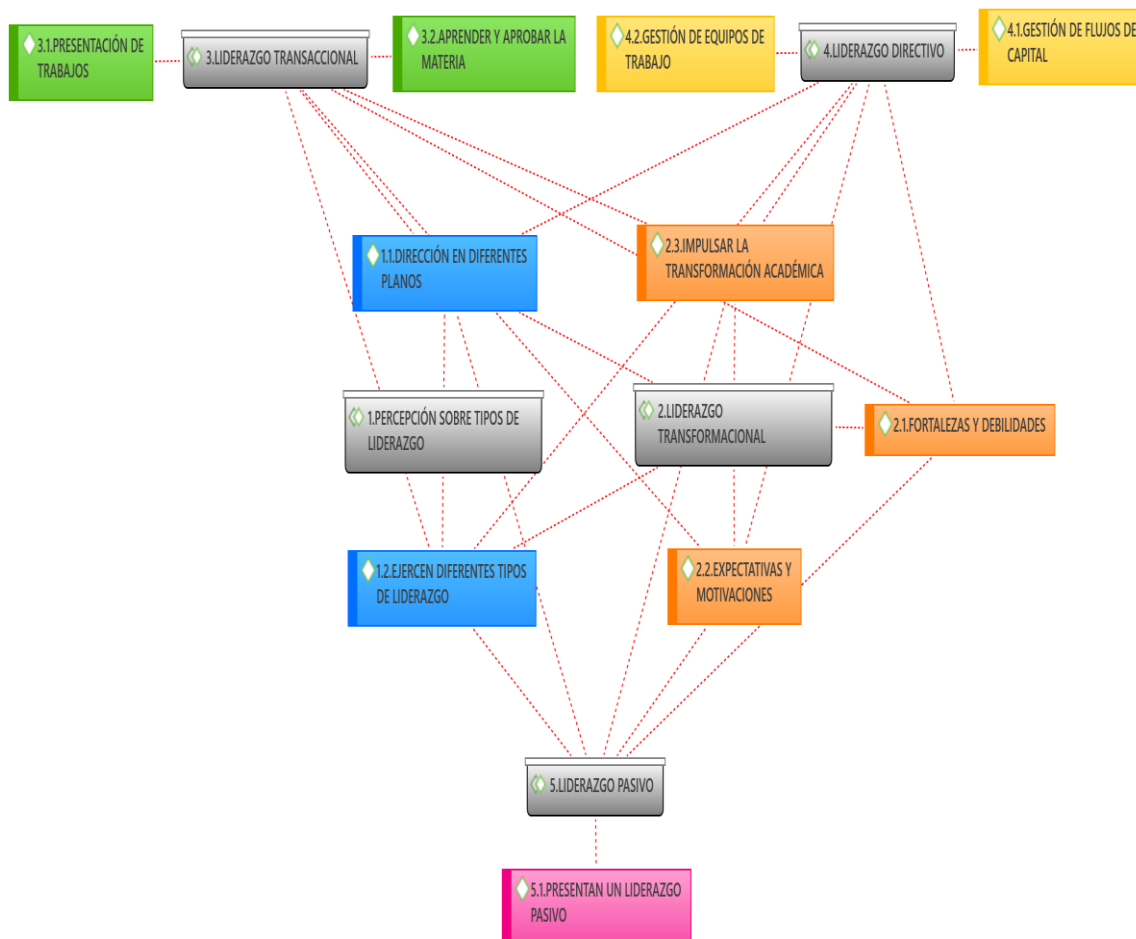 3.1.PRESENTACIÓN DE
TRABAJOS
3.LIDERAZGO TRANSACCIONAL
3.2.APRENDER Y APROBAR LA
MATERIA
4.2.GESTIÓN DE EQUIPOS DE
TRABAJO
4.LIDERAZGO DIRECTIVO
4.1.GESTIÓN DE FLUJOS DE
CAPITAL
1.1.DIRECCIÓN EN DIFERENTES
PLANOS
2.3.IMPULSAR LA
TRANSFORMACIÓN ACADÉMICA
1.PERCEPCIÓN SOBRE TIPOS DE
LIDERAZGO
2.LIDERAZGO
TRANSFORMACIONAL
2.1.FORTALEZAS Y DEBILIDADES
1.2.EJERCEN DIFERENTES TIPOS
DE LIDERAZGO
2.2.EXPECTATIVAS Y
MOTIVACIONES
5.LIDERAZGO PASIVO
5.1.PRESENTAN UN LIDERAZGO
PASIVO